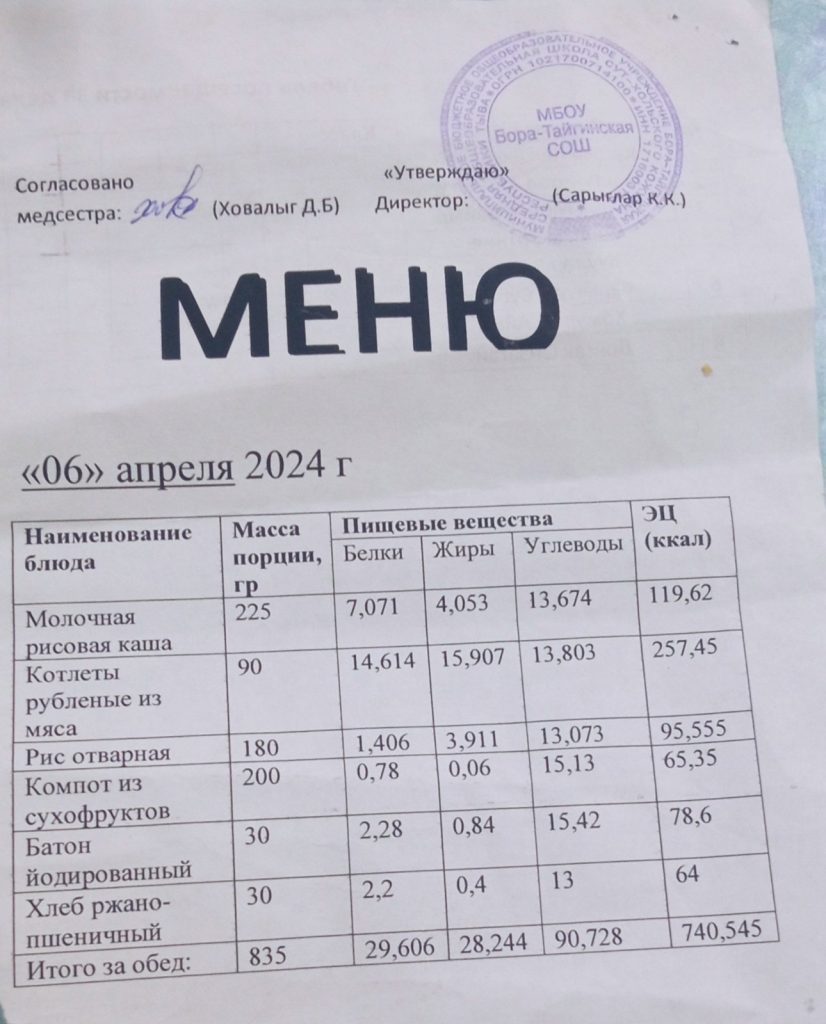 МБОУ
Бора-Тайгинская
СОШ
Согласовано
«Утверждаю»
медсестра: (Ховалыг Д.Б) Директор: (Сарыглар К.К.)
МЕНЮ
«06» апреля 2024 г
Наименование блюда Масса порции, гр Пищевые вещества ЭЦ (ккал)
Белки Жиры Углеводы
Молочная рисовая каша 225 7,071 4,053 13,674 119,62
Котлеты рубленые из мяса 90 14,614 15,907 13,803 257,45
Рис отварная 180 1,406 3,911 13,073 95,555
Компот из сухофруктов 200 0,78 0,06 15,13 65,35
Батон йодированный 30 2,28 0,84 15,42 78,6
Хлеб ржано-пшеничный 30 2,2 0,4 13 64
Итого за обед: 835 29,606 28,244 90,728 740,545